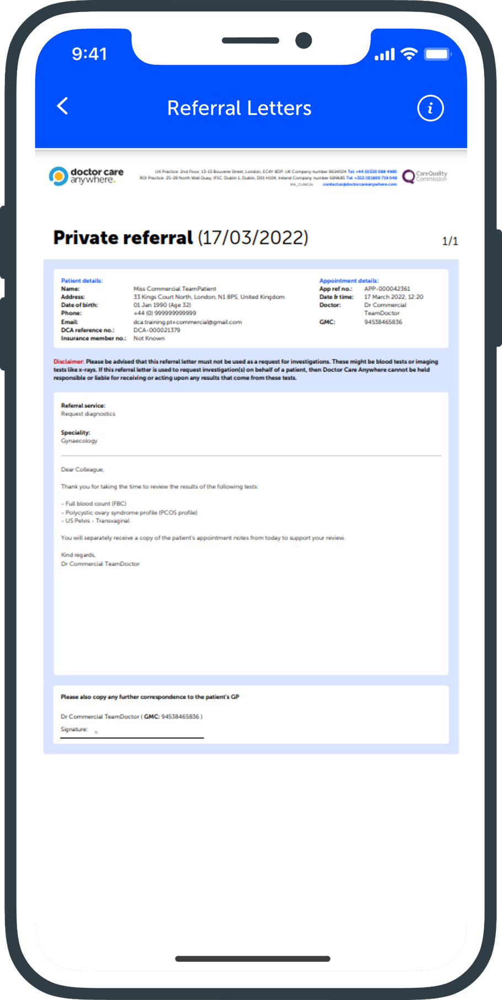 9:41
Referral Letters
doctor care
anywhere.
UK Practice: 2nd Floor, 13-15 Bouverie Street, London, EC4Y 8DP, UK Company number 8614024 Tel: +44 (0)330 088 4980
ROI Practice: 25-28 North Wall Quay, IFSC, Dublin 1, Dublin, D01 H104, Ireland Company number 689685 Tel: +353 (0)1800 719 048
contactus@doctorcareanywhere.com
CareQuality
Commission
Private referral (17/03/2022)
1/1
Patient details:
Name: Miss Commercial TeamPatient
Address: 33 Kings Court North, London, N1 8PS, United Kingdom
Date of birth: 01 Jan 1990 (Age 32)
Phone: +44 (0) 999999999999
Email: dca.training.pt+commercial@gmail.com
DCA reference no.: DCA-000021379
Insurance member no.: Not Known
Appointment details:
App ref no.: APP-000042361
Date & time: 17 March 2022, 12:20
Doctor: Dr Commercial
TeamDoctor
GMC: 94538465836
Disclaimer: Please be advised that this referral letter must not be used as a request for investigations. These might be blood tests or imaging
tests like x-rays. If this referral letter is used to request investigation(s) on behalf of a patient, then Doctor Care Anywhere cannot be held
responsible or liable for receiving or acting upon any results that come from these tests.
Referral service:
Request diagnostics
Speciality:
Gynaecology
Dear Colleague,
Thank you for taking the time to review the results of the following tests:
- Full blood count (FBC)
- Polycystic ovary syndrome profile (PCOS profile)
- US Pelvis - Transvaginal
You will separately receive a copy of the patient's appointment notes from today to support your review.
Kind regards,
Dr Commercial TeamDoctor
Please also copy any further correspondence to the patient's GP
Dr Commercial TeamDoctor ( GMC: 94538465836 )
Signature: